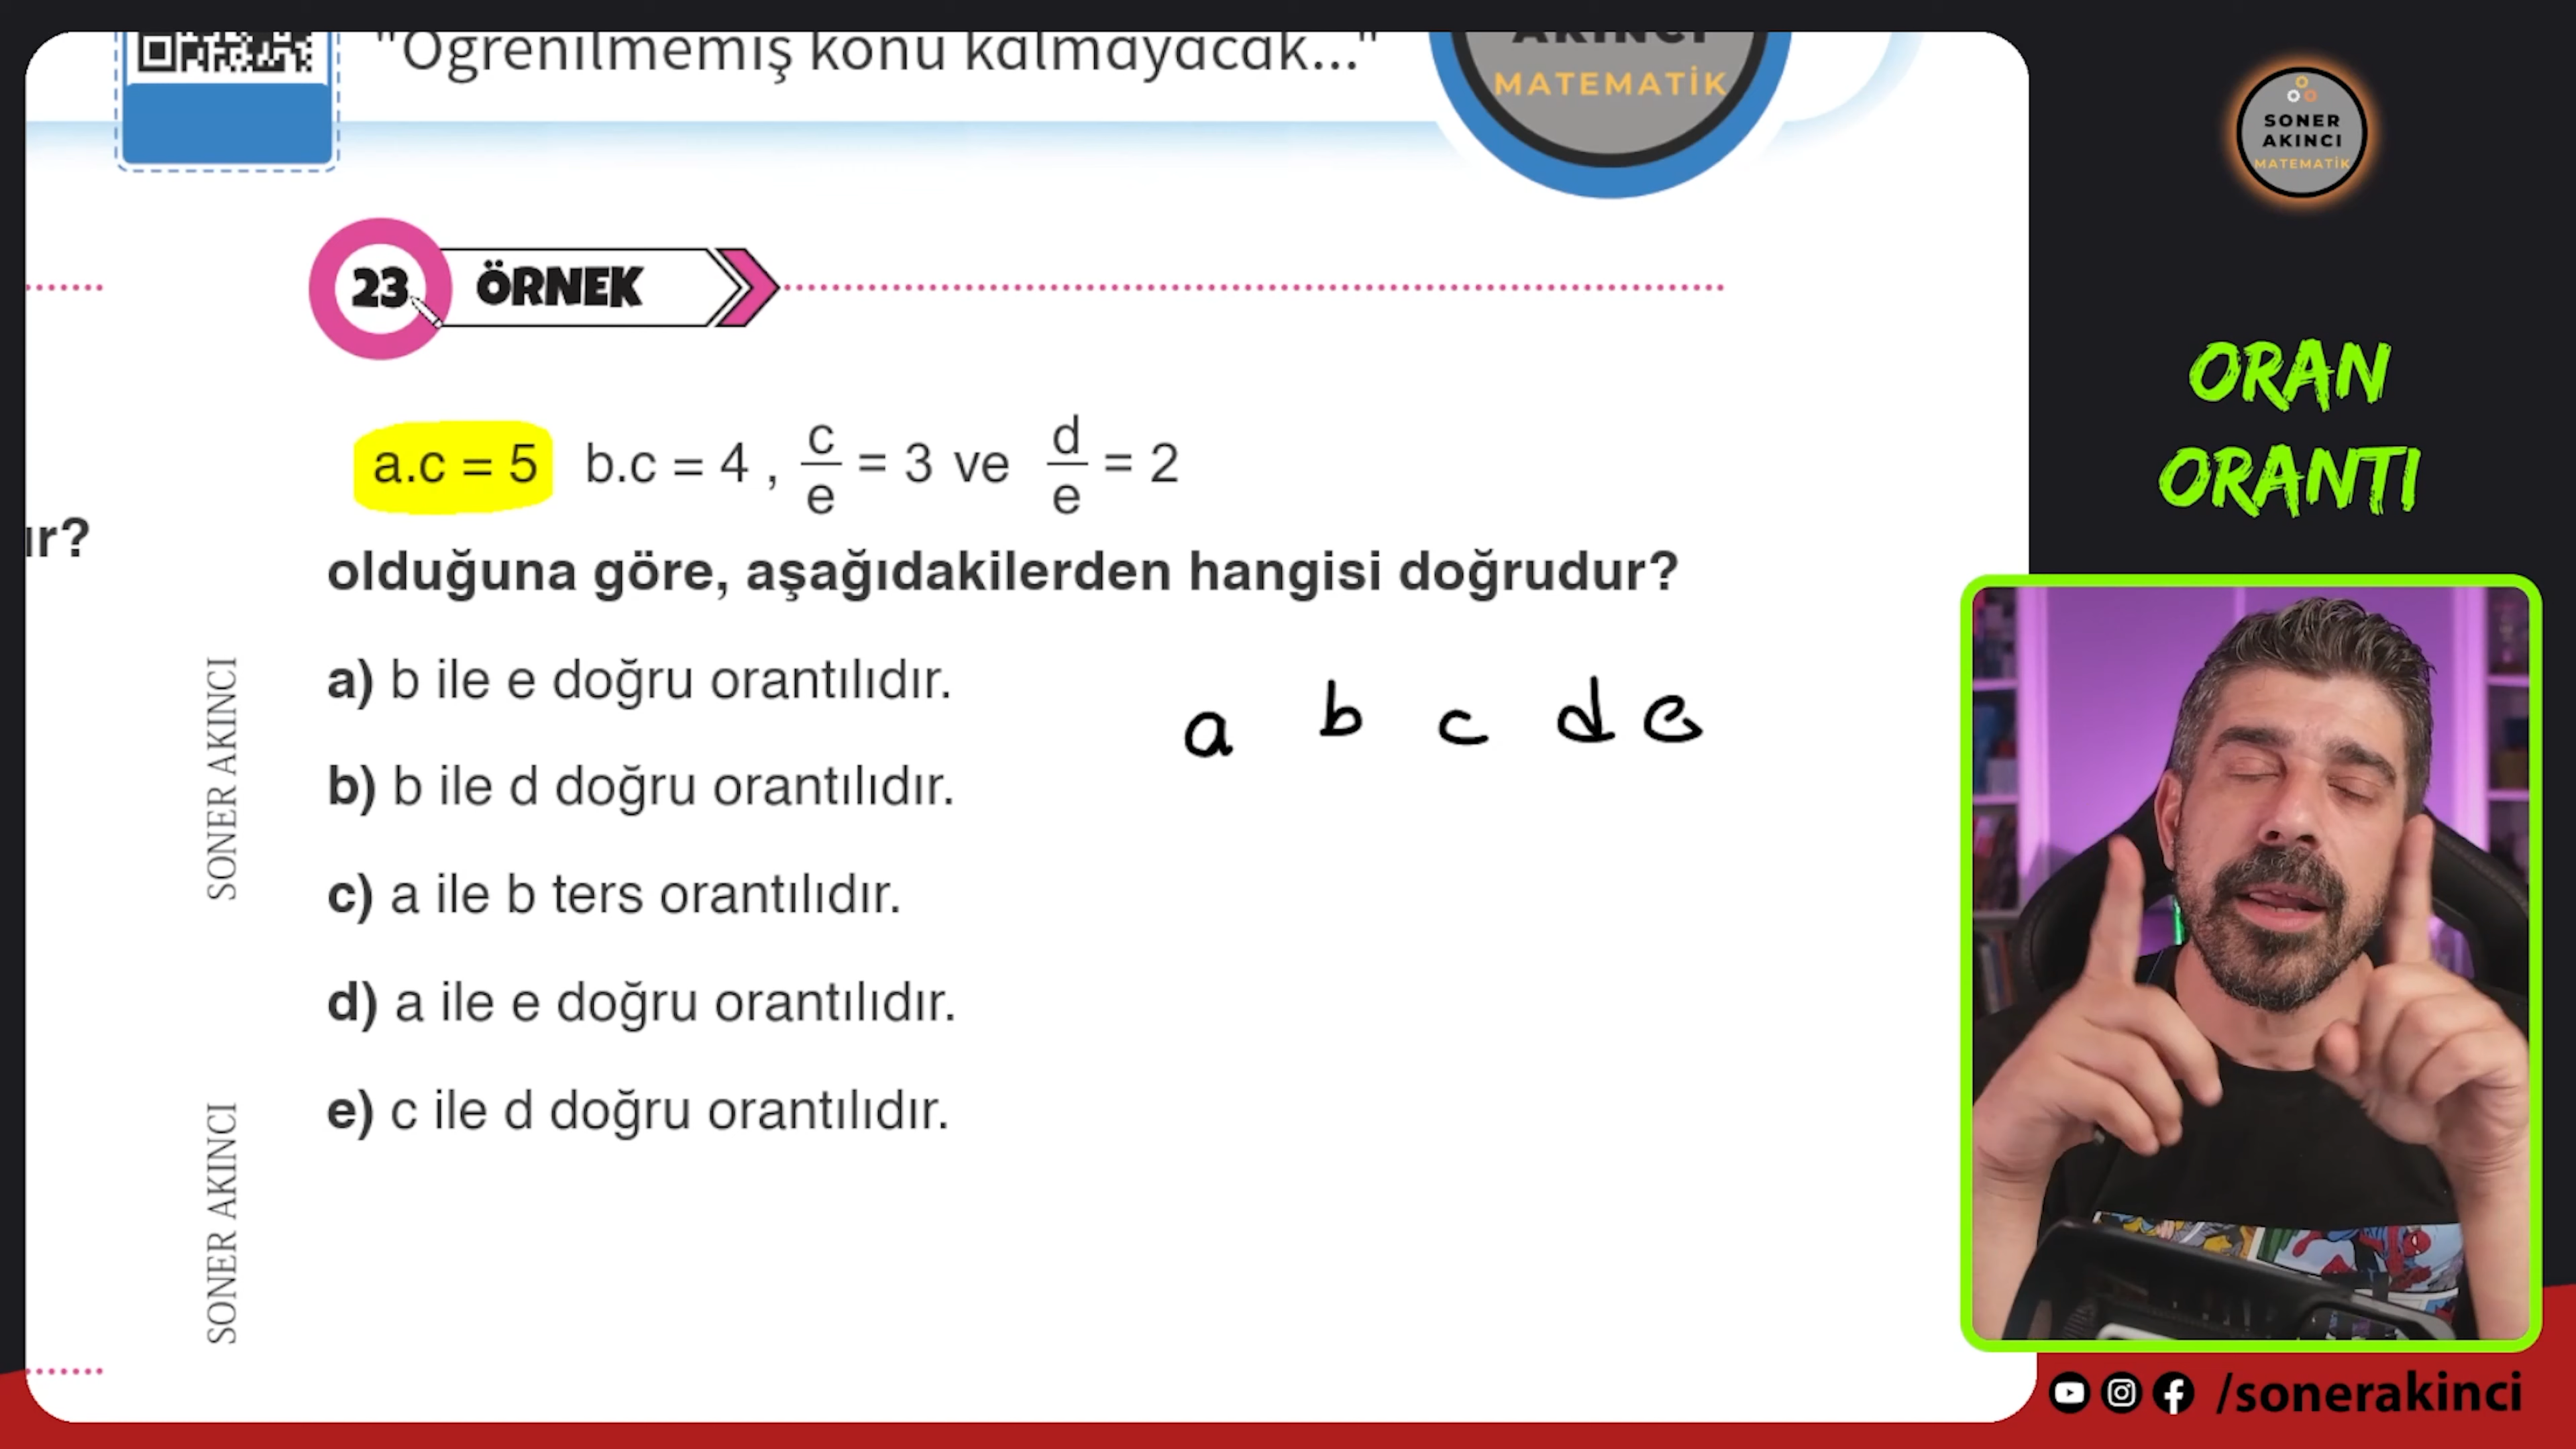 "Öğrenilmemiş konu kalmayacak..."
AKINCI
MATEMATİK
SONER
AKINCI
MATEMATİK
23 ÖRNEK
ORAN
ORANTI
a.c = 5 b.c = 4 , c/e = 3 ve d/e = 2
ır?
olduğuna göre, aşağıdakilerden hangisi doğrudur?
a) b ile e doğru orantılıdır.
b) b ile d doğru orantılıdır.
c) a ile b ters orantılıdır.
d) a ile e doğru orantılıdır.
e) c ile d doğru orantılıdır.
a b c d e
SONER AKINCI
SONER AKINCI
/sonerakinci